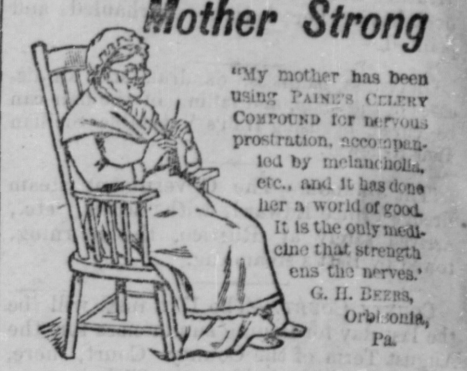 Mother Strong
"My mother has been
using PAINE'S CELERY
COMPOUND for nervous
prostration, accompan-
ied by melancholia,
etc., and it has done
her a world of good.
It is the only medi-
cine that strength
ens the nerves.'
G. H. BEERS,
Orbisonia,
Pa.